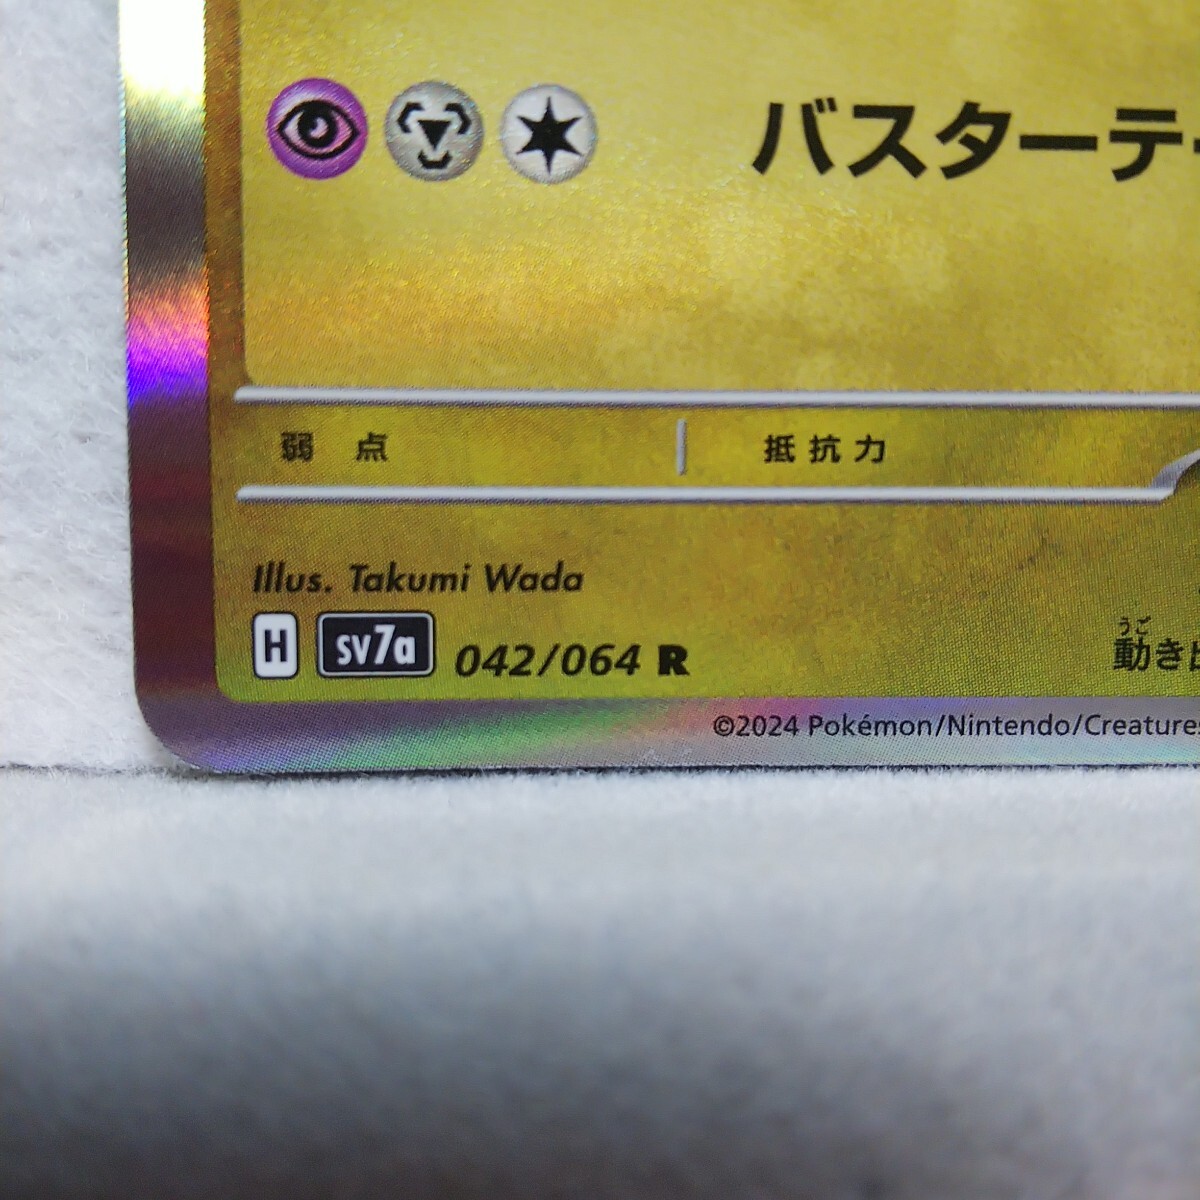 バスターテ
弱点 抵抗力
Illus. Takumi Wada
H sv7a 042/064 R
うご
動き
©2024 Pokémon/Nintendo/Creatures